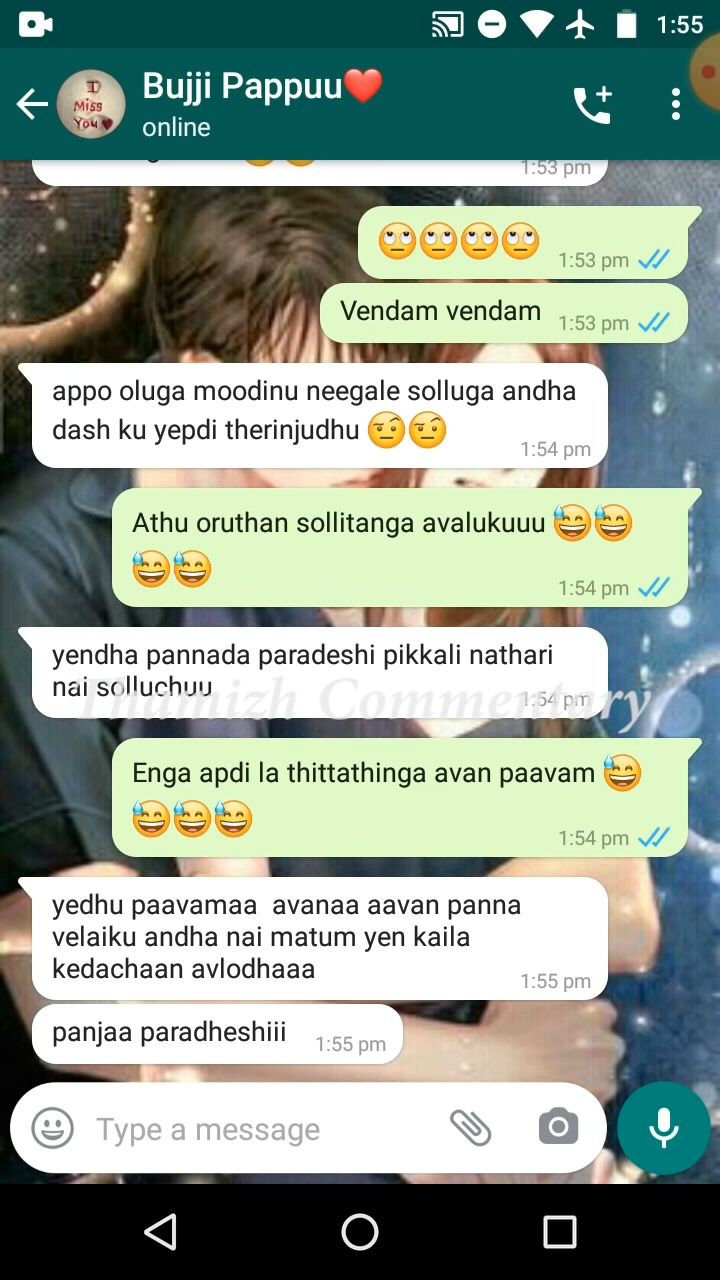 1:55
I
Miss
You
Bujji Pappuu❤️
online
1:53 pm
🙄🙄🙄🙄 1:53 pm
Vendam vendam 1:53 pm
appo oluga moodinu neegale solluga andha
dash ku yepdi therinjudhu 🤨🤨
1:54 pm
Athu oruthan sollitanga avalukuuu 😅😅
😅😅
1:54 pm
yendha pannada paradeshi pikkali nathari
nai solluchuu
1:54 pm
Thamizh Commentary
Enga apdi la thittathinga avan paavam 😅
😅😅😅
1:54 pm
yedhu paavamaa  avanaa aavan panna
velaiku andha nai matum yen kaila
kedachaan avlodhaaa
1:55 pm
panjaa paradheshiii 1:55 pm
Type a message